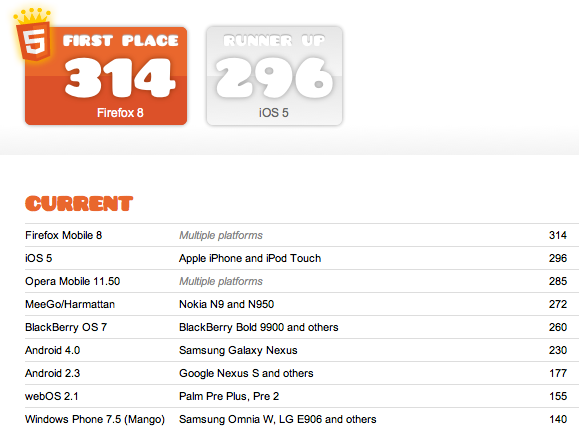 5
FIRST PLACE
314
Firefox 8
RUNNER UP
296
iOS 5
CURRENT
Firefox Mobile 8 Multiple platforms 314
iOS 5 Apple iPhone and iPod Touch 296
Opera Mobile 11.50 Multiple platforms 285
MeeGo/Harmattan Nokia N9 and N950 272
BlackBerry OS 7 BlackBerry Bold 9900 and others 260
Android 4.0 Samsung Galaxy Nexus 230
Android 2.3 Google Nexus S and others 177
webOS 2.1 Palm Pre Plus, Pre 2 155
Windows Phone 7.5 (Mango) Samsung Omnia W, LG E906 and others 140